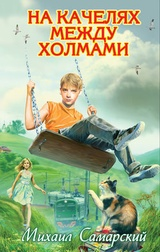 НА КАЧЕЛЯХ
МЕЖДУ
ХОЛМАМИ
Михаил Самарский